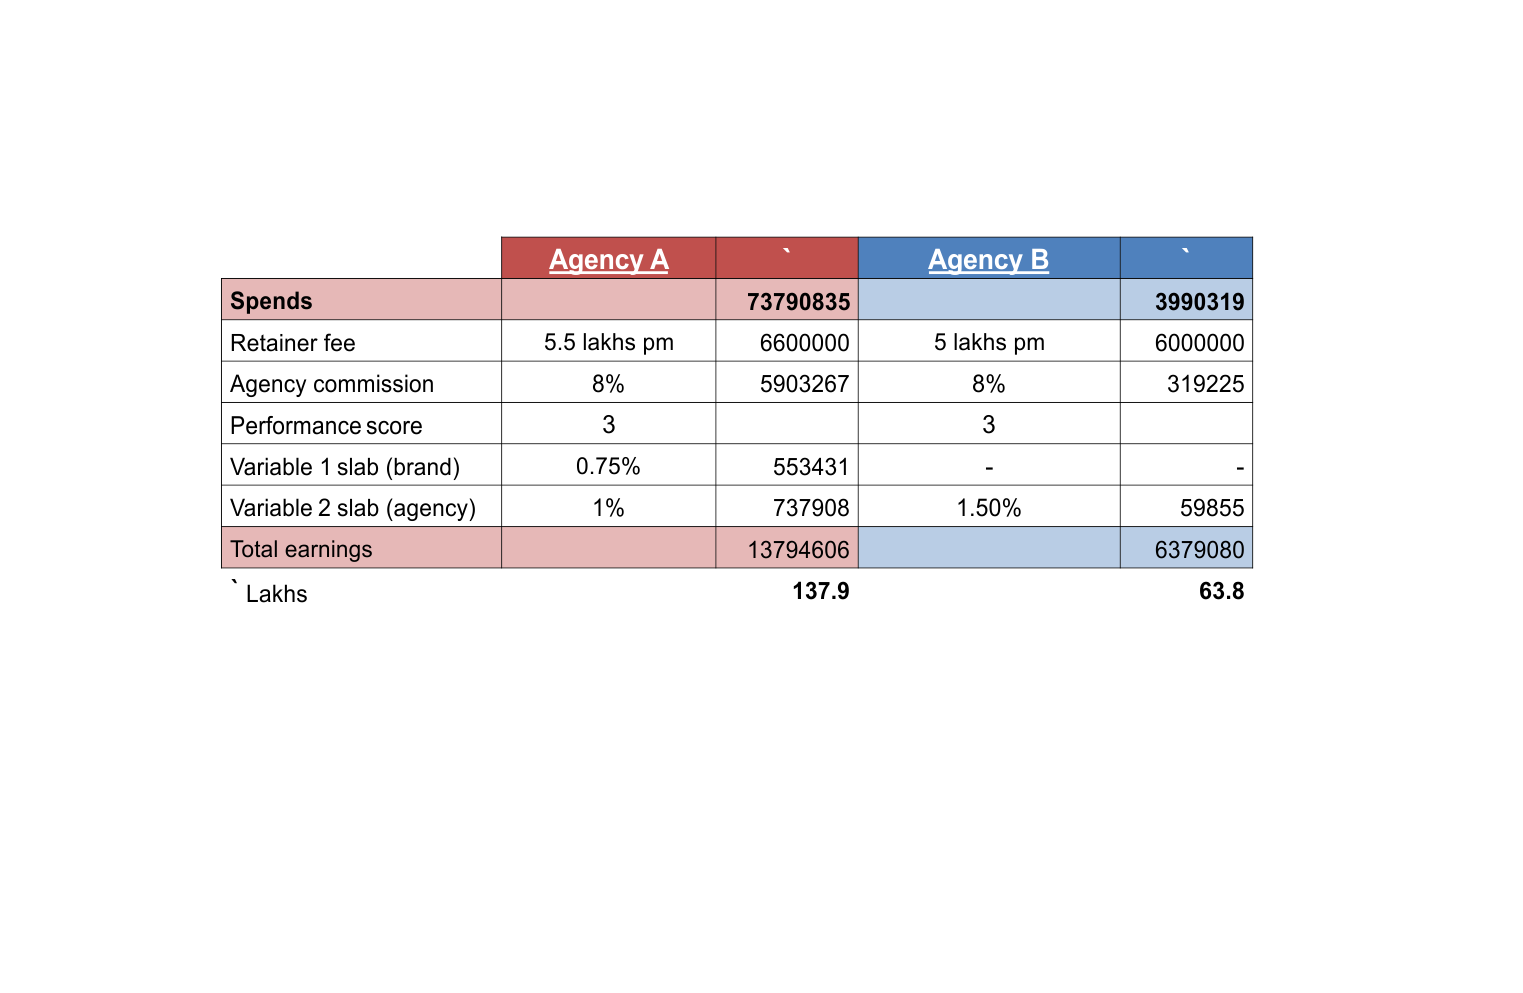 Agency A ` Agency B `
Spends 73790835 3990319
Retainer fee 5.5 lakhs pm 6600000 5 lakhs pm 6000000
Agency commission 8% 5903267 8% 319225
Performance score 3 3
Variable 1 slab (brand) 0.75% 553431 - -
Variable 2 slab (agency) 1% 737908 1.50% 59855
Total earnings 13794606 6379080
` Lakhs 137.9 63.8